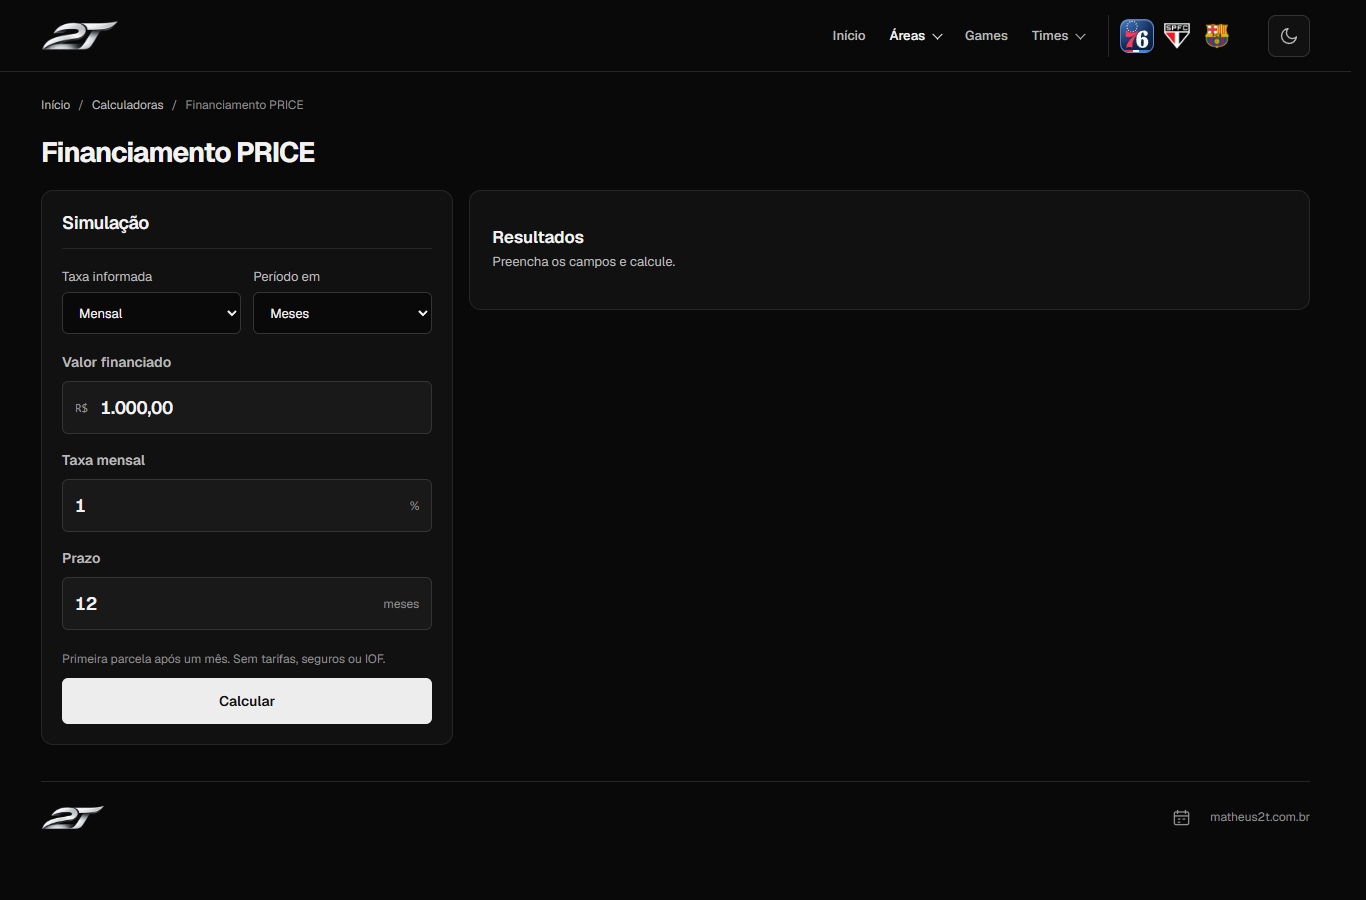 2T
Início Áreas Games Times 76 SPFC
Início / Calculadoras / Financiamento PRICE
Financiamento PRICE
Simulação
Taxa informada Período em
Mensal Meses
Valor financiado
R$ 1.000,00
Taxa mensal
1 %
Prazo
12 meses
Primeira parcela após um mês. Sem tarifas, seguros ou IOF.
Calcular
Resultados
Preencha os campos e calcule.
2T matheus2t.com.br